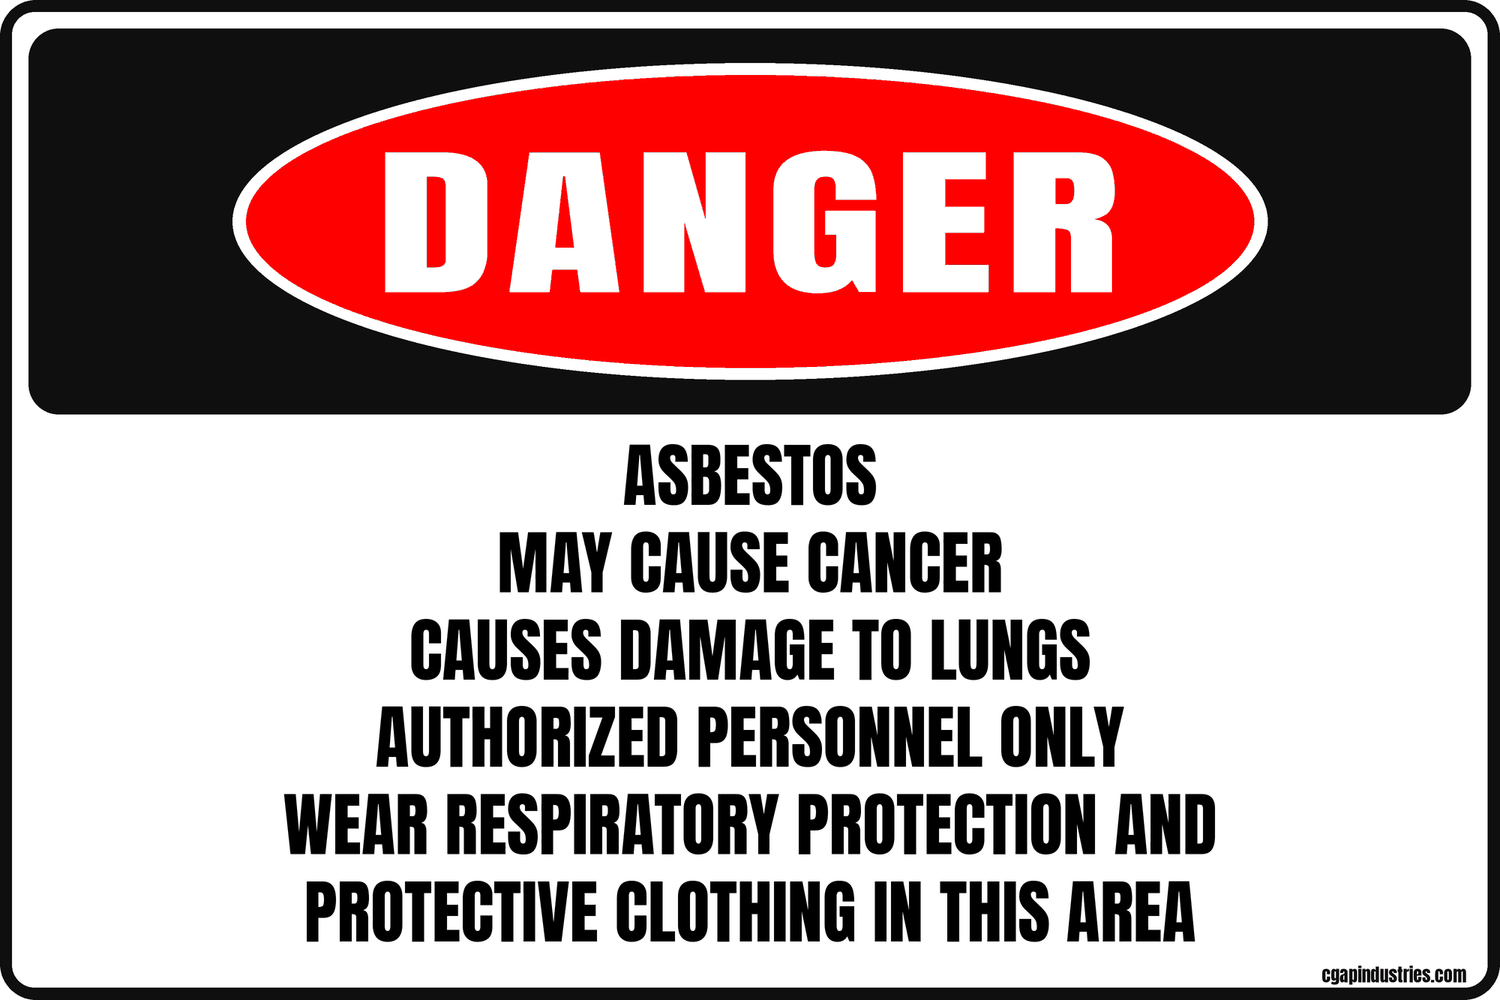 DANGER
ASBESTOS
MAY CAUSE CANCER
CAUSES DAMAGE TO LUNGS
AUTHORIZED PERSONNEL ONLY
WEAR RESPIRATORY PROTECTION AND
PROTECTIVE CLOTHING IN THIS AREA
cgapindustries.com